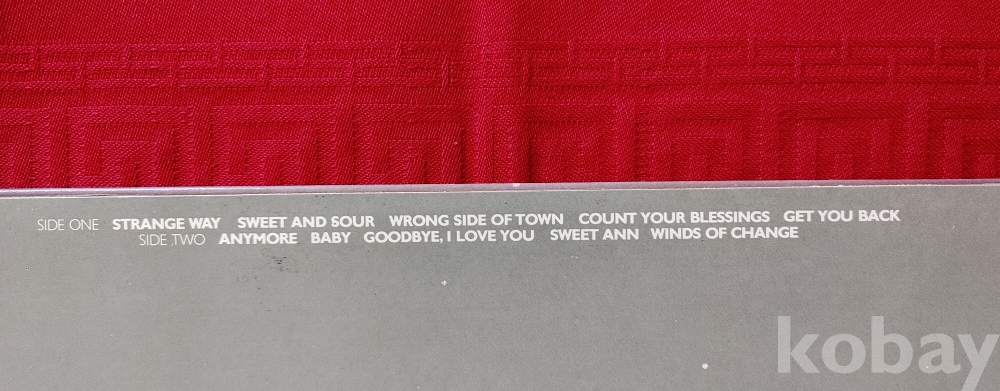 SIDE ONE STRANGE WAY SWEET AND SOUR WRONG SIDE OF TOWN COUNT YOUR BLESSINGS GET YOU BACK
SIDE TWO ANYMORE BABY GOODBYE, I LOVE YOU SWEET ANN WINDS OF CHANGE
kobay